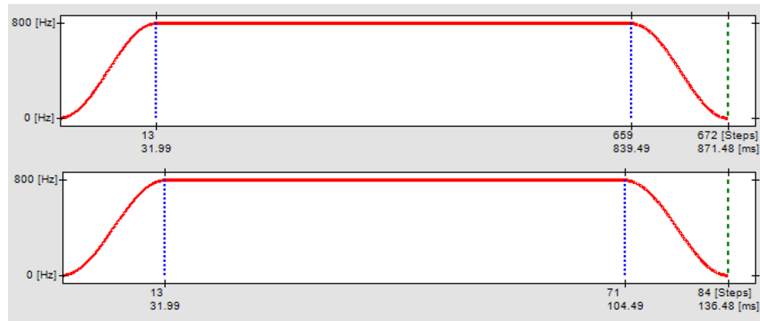 800 [Hz]
0 [Hz]
13 659 672 [Steps]
31.99 839.49 871.48 [ms]
800 [Hz]
0 [Hz]
13 71 84 [Steps]
31.99 104.49 136.48 [ms]